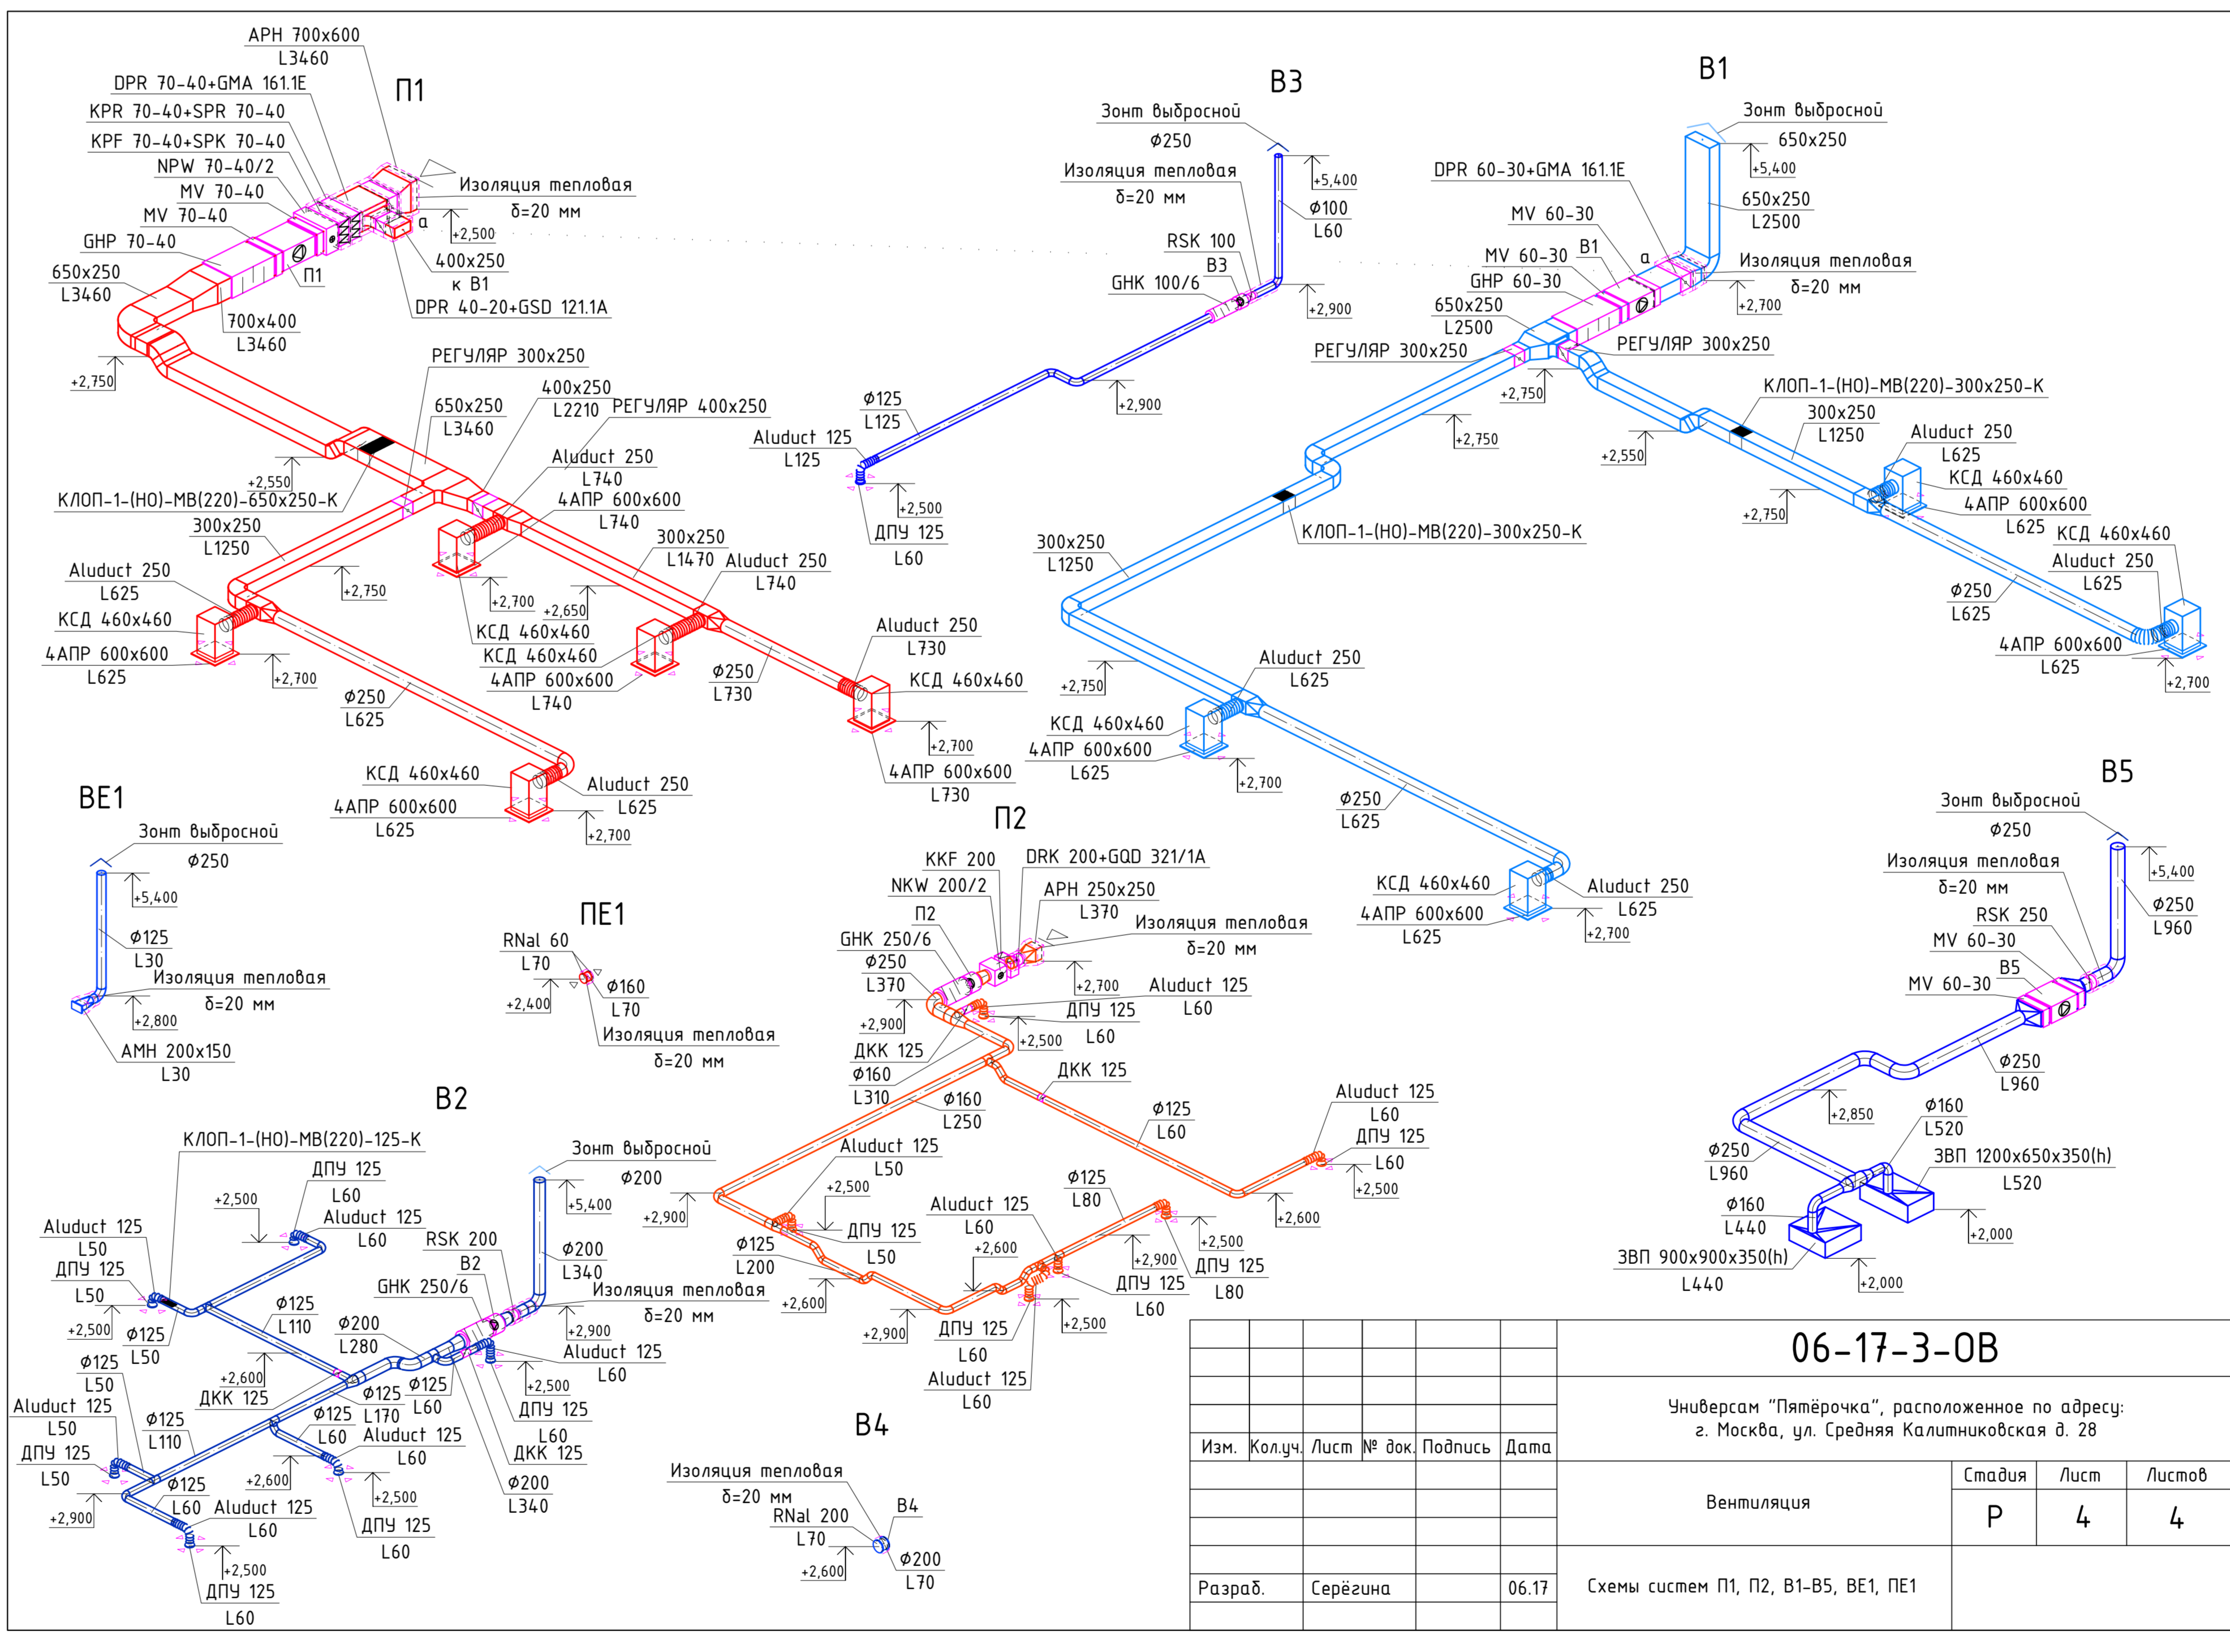 П1
АРН 700х600
L3460
DPR 70-40+GMA 161.1E
KPR 70-40+SPR 70-40
KPF 70-40+SPK 70-40
NPW 70-40/2
MV 70-40
MV 70-40
GHP 70-40
650х250
L3460
П1
700х400
L3460
Изоляция тепловая
δ=20 мм
а
+2,500
400х250
к В1
DPR 40-20+GSD 121.1A
+2,750
РЕГУЛЯР 300х250
400х250
L2210
РЕГУЛЯР 400х250
650х250
L3460
+2,550
КЛОП-1-(НО)-МВ(220)-650х250-К
Aluduct 250
L740
4АПР 600х600
L740
300х250
L1250
300х250
L1470
Aluduct 250
L740
Aluduct 250
L625
+2,750
+2,700
+2,650
КСД 460х460
4АПР 600х600
L625
+2,700
КСД 460х460
КСД 460х460
4АПР 600х600
L740
Aluduct 250
L730
Ф250
L730
КСД 460х460
Ф250
L625
+2,700
4АПР 600х600
L730
КСД 460х460
4АПР 600х600
L625
Aluduct 250
L625
+2,700
В3
Зонт выбросной
Ф250
Изоляция тепловая
δ=20 мм
+5,400
Ф100
L60
RSK 100
В3
GHK 100/6
+2,900
+2,900
Ф125
L125
Aluduct 125
L125
+2,500
ДПУ 125
L60
В1
Зонт выбросной
650х250
+5,400
DPR 60-30+GMA 161.1E
650х250
L2500
MV 60-30
В1
а
MV 60-30
GHP 60-30
Изоляция тепловая
δ=20 мм
650х250
L2500
+2,700
РЕГУЛЯР 300х250
РЕГУЛЯР 300х250
+2,750
КЛОП-1-(НО)-МВ(220)-300х250-К
300х250
L1250
+2,750
+2,550
Aluduct 250
L625
КСД 460х460
4АПР 600х600
L625
+2,750
КЛОП-1-(НО)-МВ(220)-300х250-К
КСД 460х460
Aluduct 250
L625
300х250
L1250
Ф250
L625
4АПР 600х600
L625
+2,700
+2,750
Aluduct 250
L625
КСД 460х460
4АПР 600х600
L625
+2,700
Ф250
L625
КСД 460х460
4АПР 600х600
L625
Aluduct 250
L625
+2,700
ВЕ1
Зонт выбросной
Ф250
+5,400
Ф125
L30
Изоляция тепловая
δ=20 мм
+2,800
АМН 200х150
L30
ПЕ1
RNal 60
L70
+2,400
Ф160
L70
Изоляция тепловая
δ=20 мм
П2
KKF 200
DRK 200+GQD 321/1A
NKW 200/2
АРН 250х250
L370
П2
GHK 250/6
Изоляция тепловая
δ=20 мм
Ф250
L370
+2,700
Aluduct 125
L60
+2,900
ДПУ 125
L60
+2,500
ДКК 125
Ф160
L310
ДКК 125
Ф160
L250
Ф125
L60
Aluduct 125
L60
ДПУ 125
L60
+2,500
Aluduct 125
L50
+2,500
+2,900
ДПУ 125
L50
Ф125
L200
Aluduct 125
L60
Ф125
L80
+2,600
+2,500
+2,900
+2,600
ДПУ 125
L80
ДПУ 125
L60
+2,600
+2,900
+2,500
ДПУ 125
L60
Aluduct 125
L60
В5
Зонт выбросной
Ф250
Изоляция тепловая
δ=20 мм
+5,400
RSK 250
Ф250
L960
MV 60-30
В5
MV 60-30
Ф250
L960
+2,850
Ф160
L520
Ф250
L960
ЗВП 1200х650х350(h)
L520
Ф160
L440
+2,000
ЗВП 900х900х350(h)
L440
+2,000
В2
КЛОП-1-(НО)-МВ(220)-125-К
ДПУ 125
L60
+2,500
Зонт выбросной
Ф200
+5,400
Aluduct 125
L50
Aluduct 125
L60
RSK 200
В2
Ф200
L340
ДПУ 125
L50
GHK 250/6
Изоляция тепловая
δ=20 мм
+2,500
Ф125
L50
Ф125
L110
Ф200
L280
+2,900
Aluduct 125
L60
Ф125
L50
+2,600
ДКК 125
Ф125
L170
Ф125
L60
+2,500
ДПУ 125
L60
ДКК 125
Aluduct 125
L50
Ф125
L110
Ф125
L60
Aluduct 125
L60
ДПУ 125
L50
+2,600
Ф200
L340
+2,500
+2,900
Ф125
L60
Aluduct 125
L60
ДПУ 125
L60
+2,500
ДПУ 125
L60
В4
Изоляция тепловая
δ=20 мм
RNal 200
L70
В4
+2,600
Ф200
L70
06-17-3-ОВ
Универсам "Пятёрочка", расположенное по адресу:
г. Москва, ул. Средняя Калитниковская д. 28
Изм. Кол.уч. Лист № док. Подпись Дата
Вентиляция
Стадия Лист Листов
Р 4 4
Разраб. Серёгина 06.17
Схемы систем П1, П2, В1-В5, ВЕ1, ПЕ1